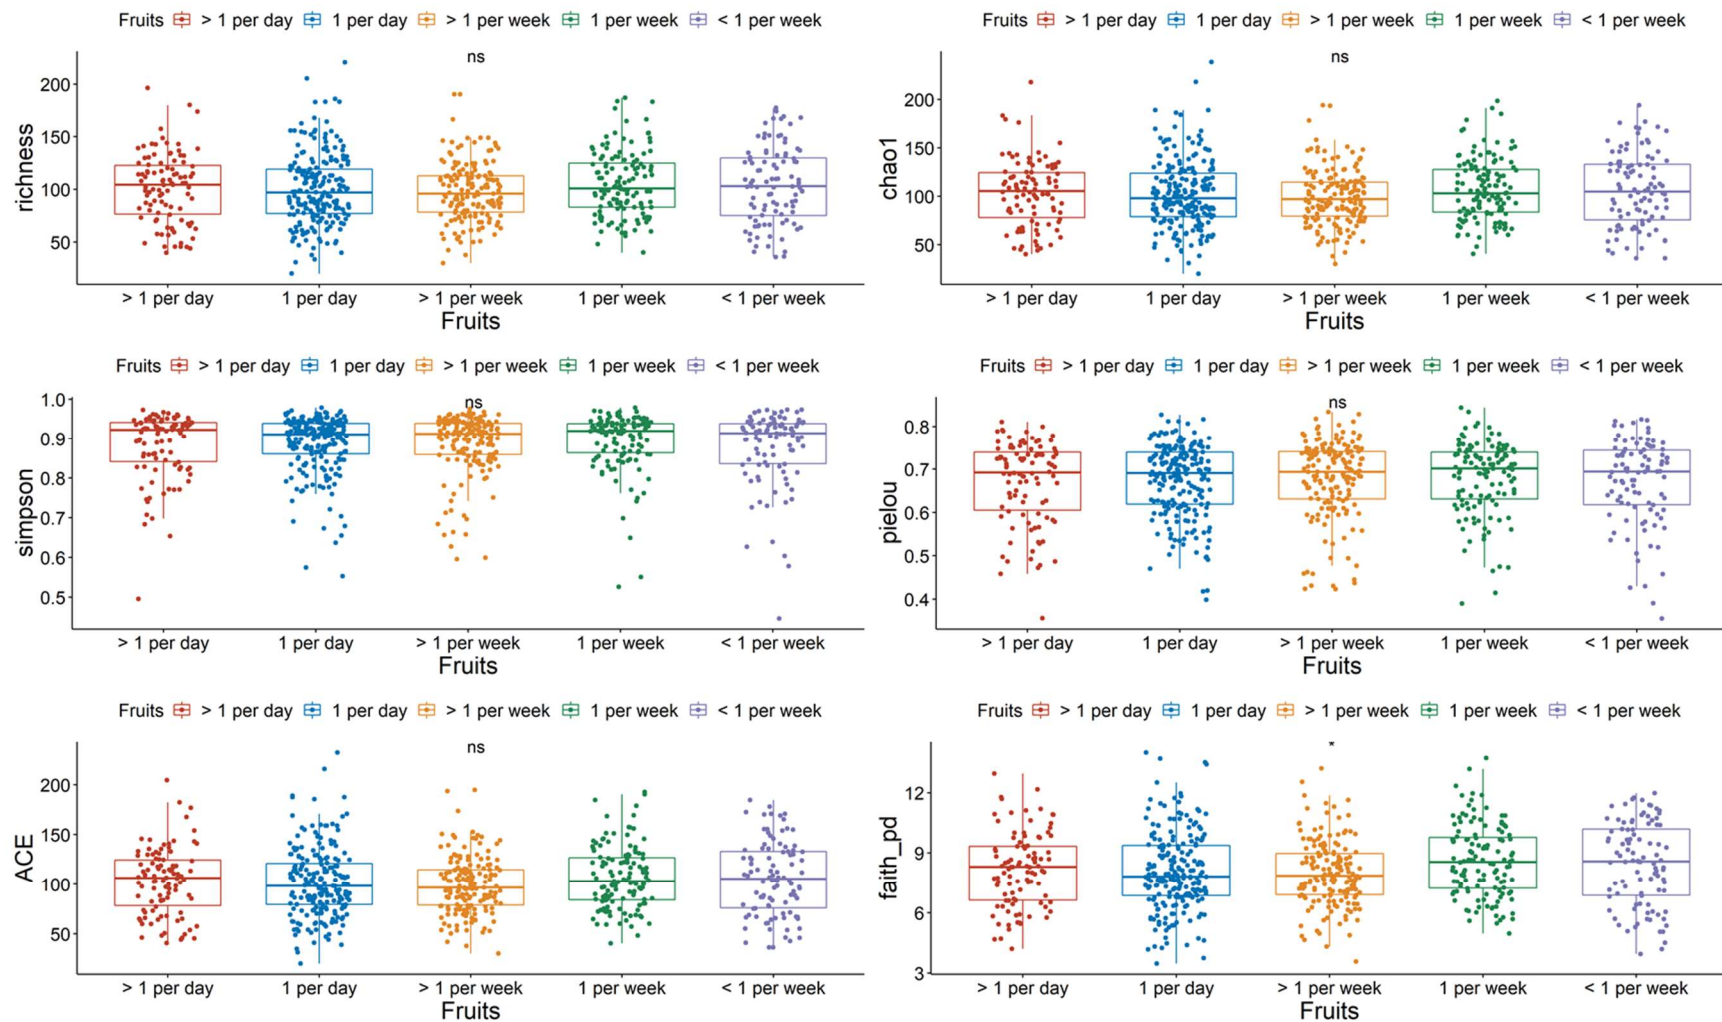 Fruits > 1 per day 1 per day > 1 per week 1 per week < 1 per week
ns
richness
200
150
100
50
> 1 per day 1 per day > 1 per week 1 per week < 1 per week
Fruits
Fruits > 1 per day 1 per day > 1 per week 1 per week < 1 per week
ns
chao1
200
150
100
50
> 1 per day 1 per day > 1 per week 1 per week < 1 per week
Fruits
Fruits > 1 per day 1 per day > 1 per week 1 per week < 1 per week
ns
simpson
1.0
0.9
0.8
0.7
0.6
0.5
> 1 per day 1 per day > 1 per week 1 per week < 1 per week
Fruits
Fruits > 1 per day 1 per day > 1 per week 1 per week < 1 per week
ns
pielou
0.8
0.7
0.6
0.5
0.4
> 1 per day 1 per day > 1 per week 1 per week < 1 per week
Fruits
Fruits > 1 per day 1 per day > 1 per week 1 per week < 1 per week
ns
ACE
200
150
100
50
> 1 per day 1 per day > 1 per week 1 per week < 1 per week
Fruits
Fruits > 1 per day 1 per day > 1 per week 1 per week < 1 per week
*
faith_pd
12
9
6
3
> 1 per day 1 per day > 1 per week 1 per week < 1 per week
Fruits